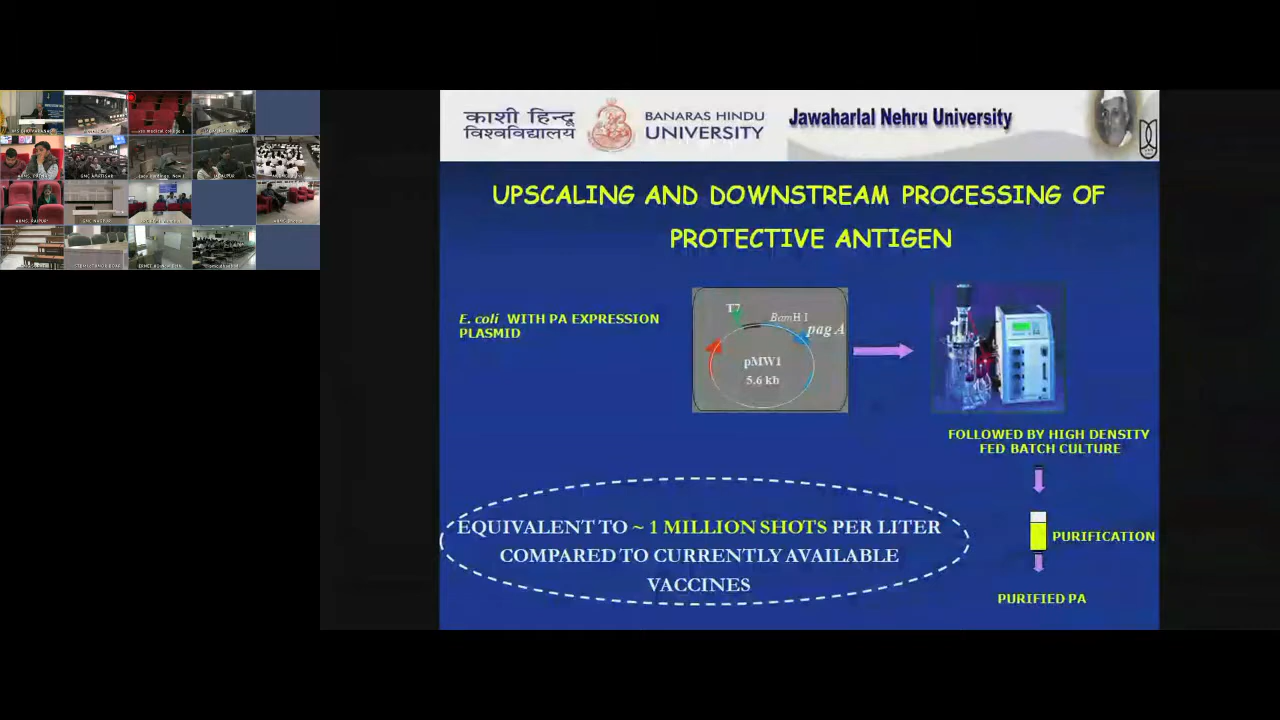 काशी हिन्दू
विश्वविद्यालय
BANARAS HINDU
UNIVERSITY
Jawaharlal Nehru University
UPSCALING AND DOWNSTREAM PROCESSING OF
PROTECTIVE ANTIGEN
E. coli WITH PA EXPRESSION
PLASMID
T7
BamH I
pag A
pMW1
5.6 kb
FOLLOWED BY HIGH DENSITY
FED BATCH CULTURE
EQUIVALENT TO ~ 1 MILLION SHOTS PER LITER
COMPARED TO CURRENTLY AVAILABLE
VACCINES
PURIFICATION
PURIFIED PA